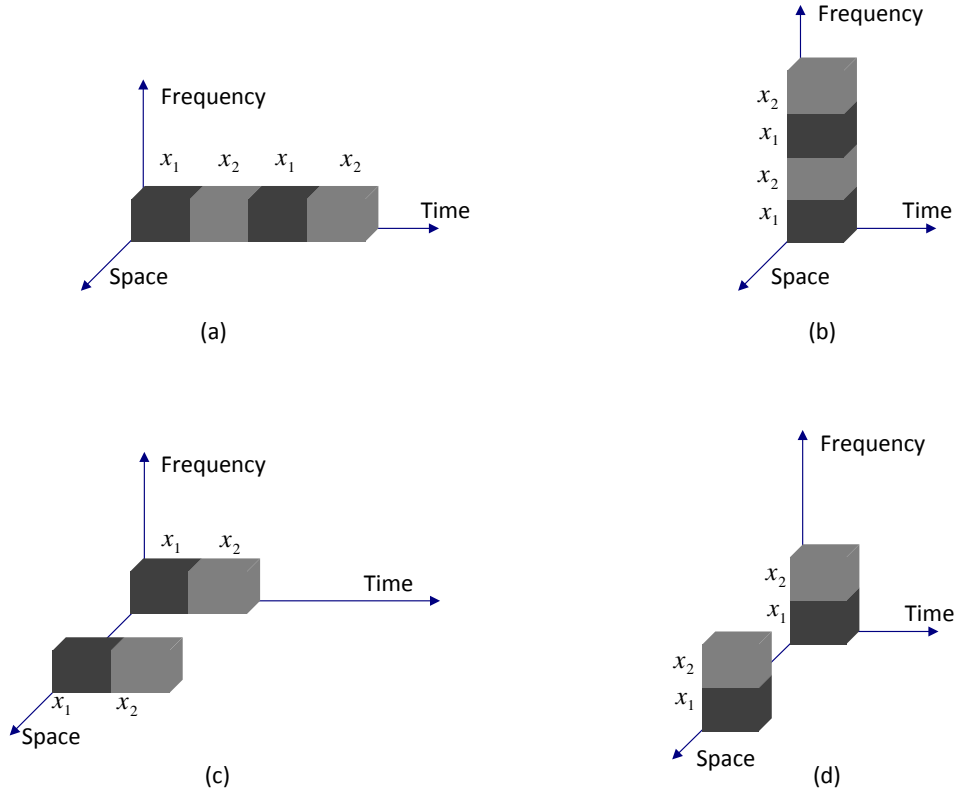 Frequency
x₁ x₂ x₁ x₂
Time
Space
(a)
Frequency
x₂
x₁
x₂
x₁
Time
Space
(b)
Frequency
x₁ x₂
Time
x₁ x₂
Space
(c)
Frequency
x₂
x₁
Time
x₂
x₁
Space
(d)